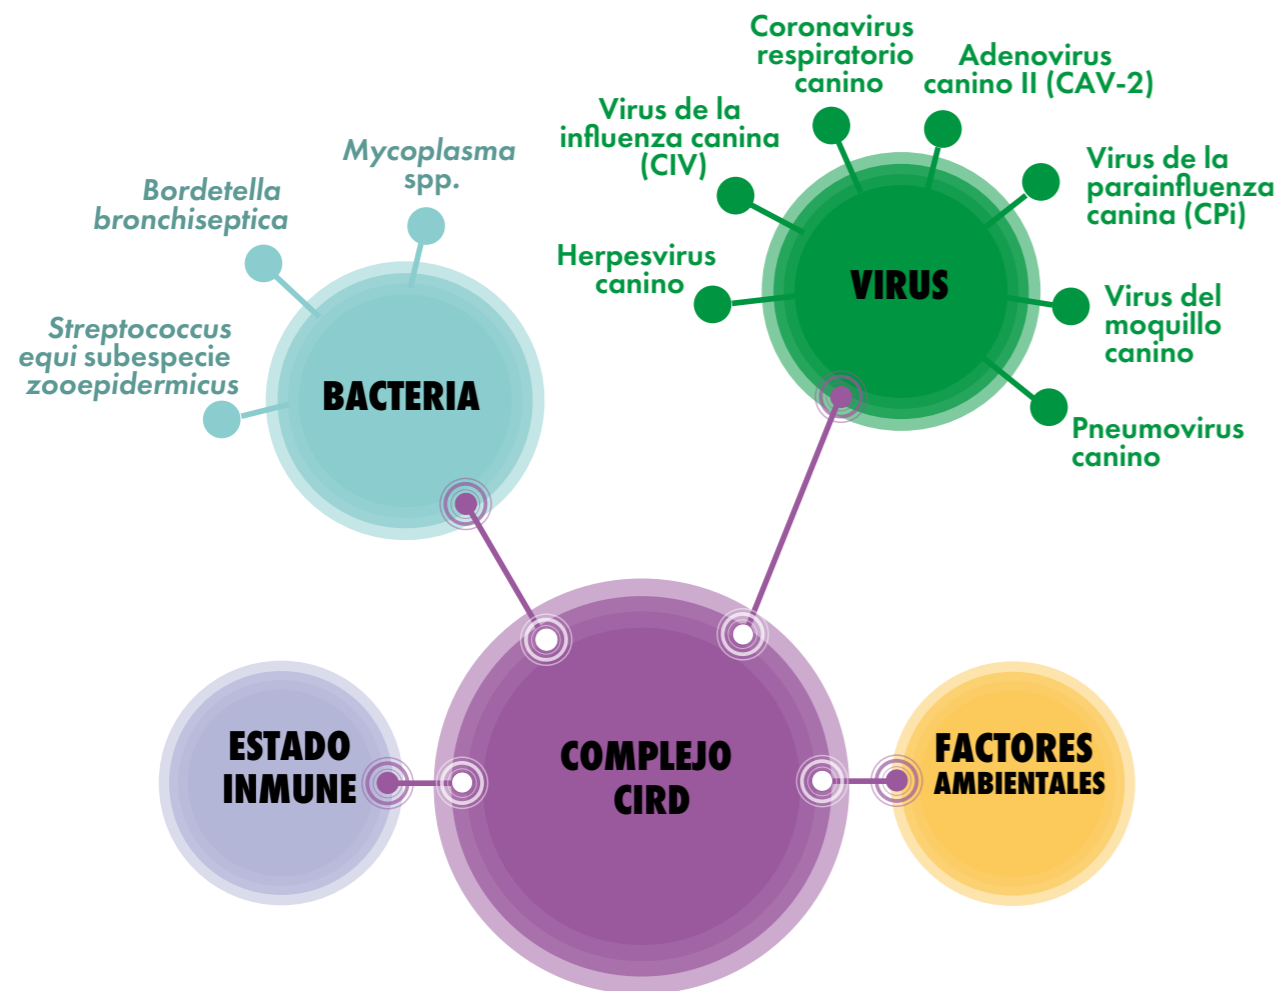 Coronavirus
respiratorio
canino
Adenovirus
canino II (CAV-2)
Virus de la
influenza canina
(CIV)
Virus de la
parainfluenza
canina (CPi)
Herpesvirus
canino
VIRUS
Virus del
moquillo
canino
Pneumovirus
canino
Mycoplasma
spp.
Bordetella
bronchiseptica
Streptococcus
equi subespecie
zooepidermicus
BACTERIA
ESTADO
INMUNE
COMPLEJO
CIRD
FACTORES
AMBIENTALES